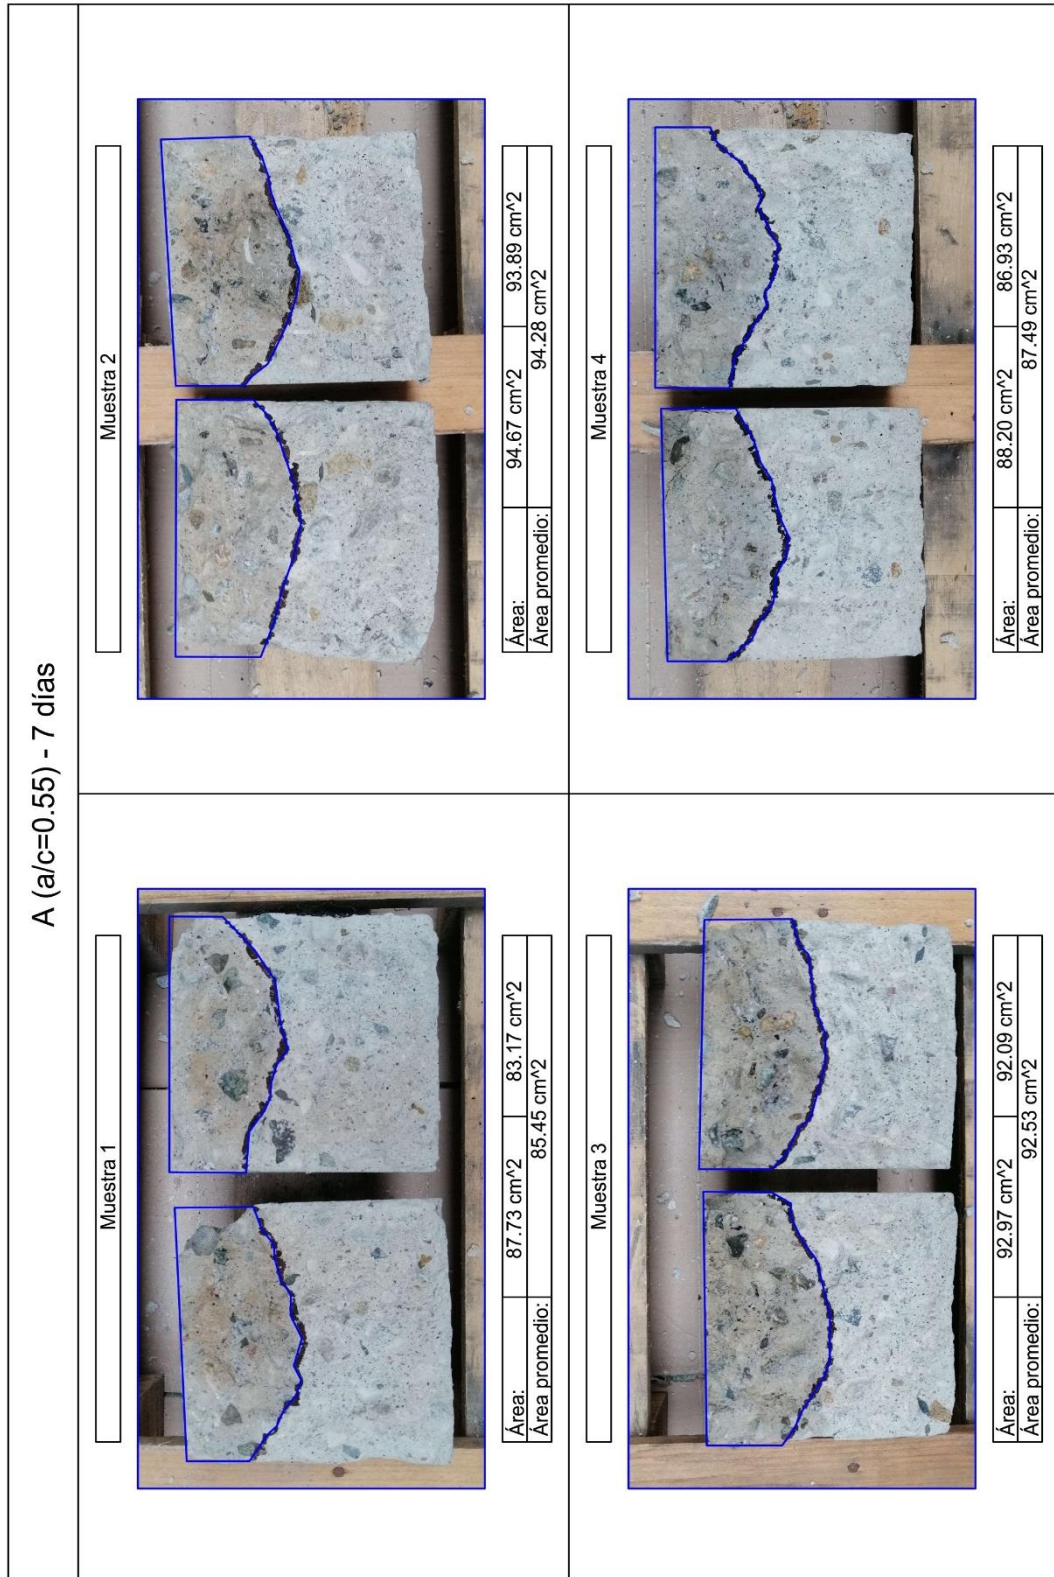 A (a/c=0.55) - 7 días
Muestra 1
Área: 87.73 cm^2 83.17 cm^2
Área promedio: 85.45 cm^2
Muestra 2
Área: 94.67 cm^2 93.89 cm^2
Área promedio: 94.28 cm^2
Muestra 3
Área: 92.97 cm^2 92.09 cm^2
Área promedio: 92.53 cm^2
Muestra 4
Área: 88.20 cm^2 86.93 cm^2
Área promedio: 87.49 cm^2